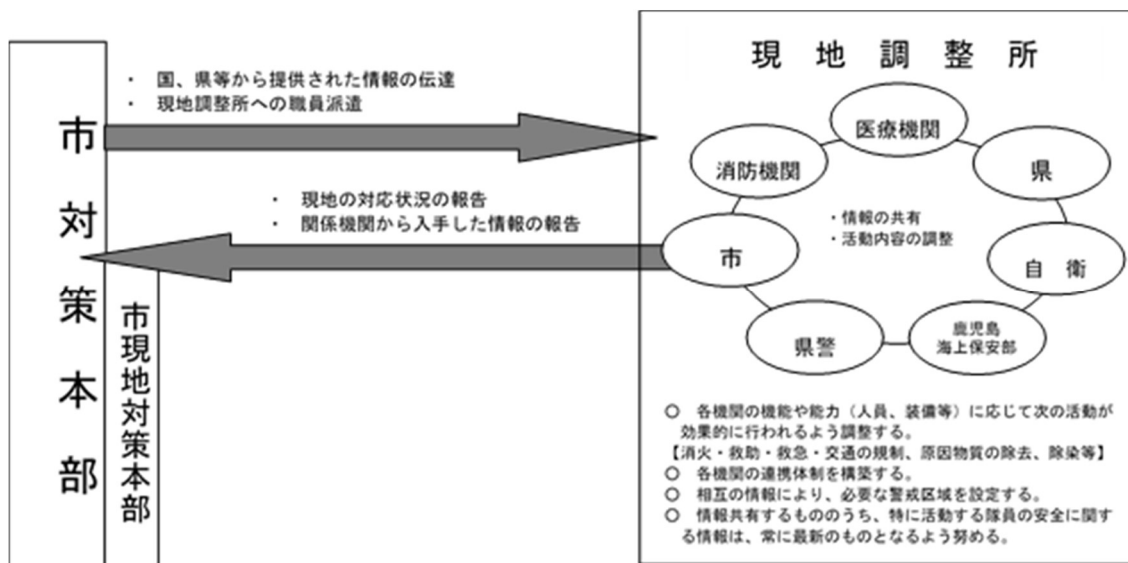 市対策本部
市現地対策本部
・ 国、県等から提供された情報の伝達
・ 現地調整所への職員派遣
・ 現地の対応状況の報告
・ 関係機関から入手した情報の報告
現地調整所
医療機関
消防機関
県
・情報の共有
・活動内容の調整
市
自 衛
県警
鹿児島
海上保安部
○ 各機関の機能や能力（人員、装備等）に応じて次の活動が
効果的に行われるよう調整する。
【消火・救助・救急・交通の規制、原因物質の除去、除染等】
○ 各機関の連携体制を構築する。
○ 相互の情報により、必要な警戒区域を設定する。
○ 情報共有するもののうち、特に活動する隊員の安全に関す
る情報は、常に最新のものとなるよう努める。